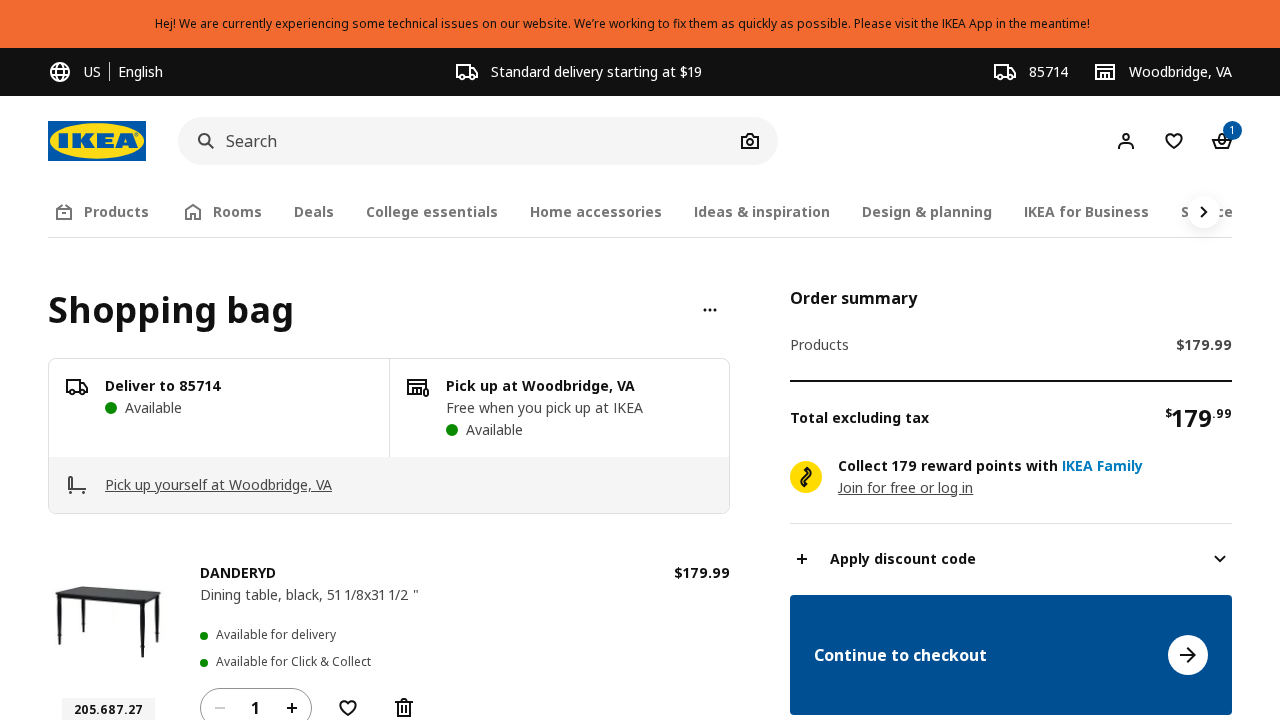 Hej! We are currently experiencing some technical issues on our website. We’re working to fix them as quickly as possible. Please visit the IKEA App in the meantime!
US English
Standard delivery starting at $19
85714
Woodbridge, VA
IKEA
Search
1
Products
Rooms
Deals
College essentials
Home accessories
Ideas & inspiration
Design & planning
IKEA for Business
Shopping bag
Deliver to 85714
Available
Pick up at Woodbridge, VA
Free when you pick up at IKEA
Available
Pick up yourself at Woodbridge, VA
DANDERYD
$179.99
Dining table, black, 51 1/8x31 1/2 "
Available for delivery
Available for Click & Collect
205.687.27
1
Order summary
Products
$179.99
Total excluding tax
$179.99
Collect 179 reward points with IKEA Family
Join for free or log in
Apply discount code
Continue to checkout